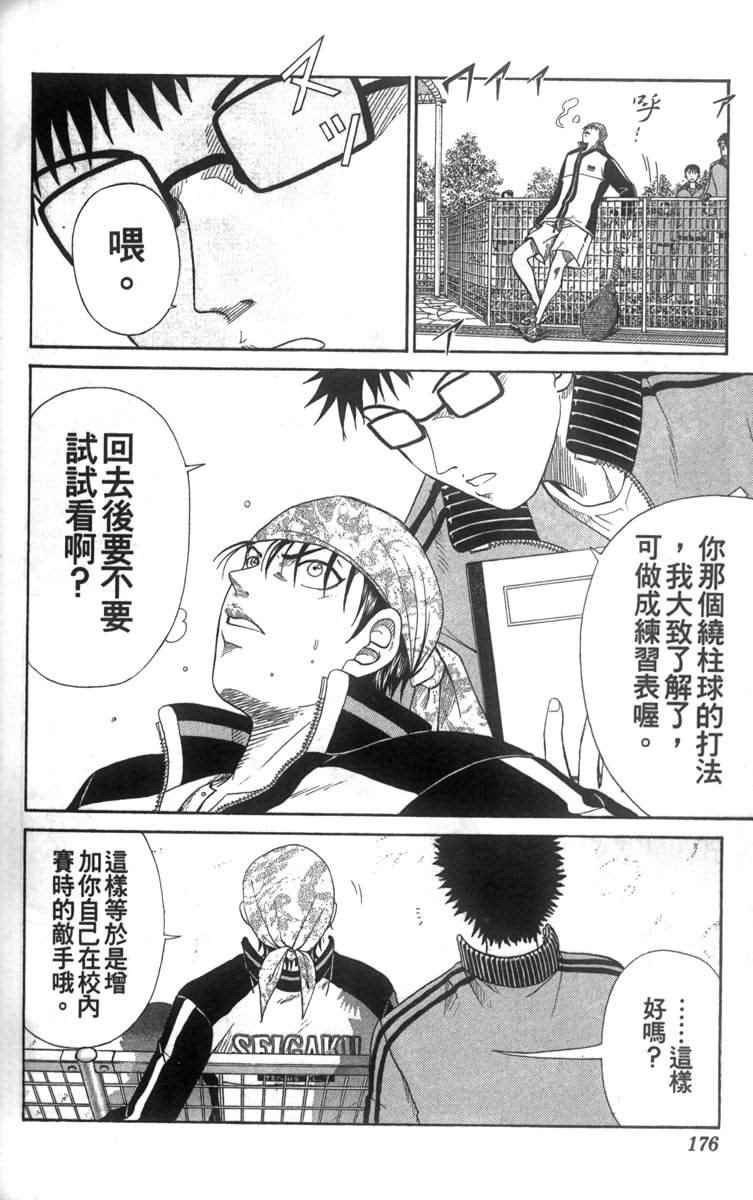 呼
…
喂。
ズ
你那個繞柱球的打法
，我大致了解了，
可做成練習表喔。
回去後要不要
試試看啊？
……這樣
好嗎？
這樣等於是增
加你自己在校內
賽時的敵手哦。
SEIGAKU
176